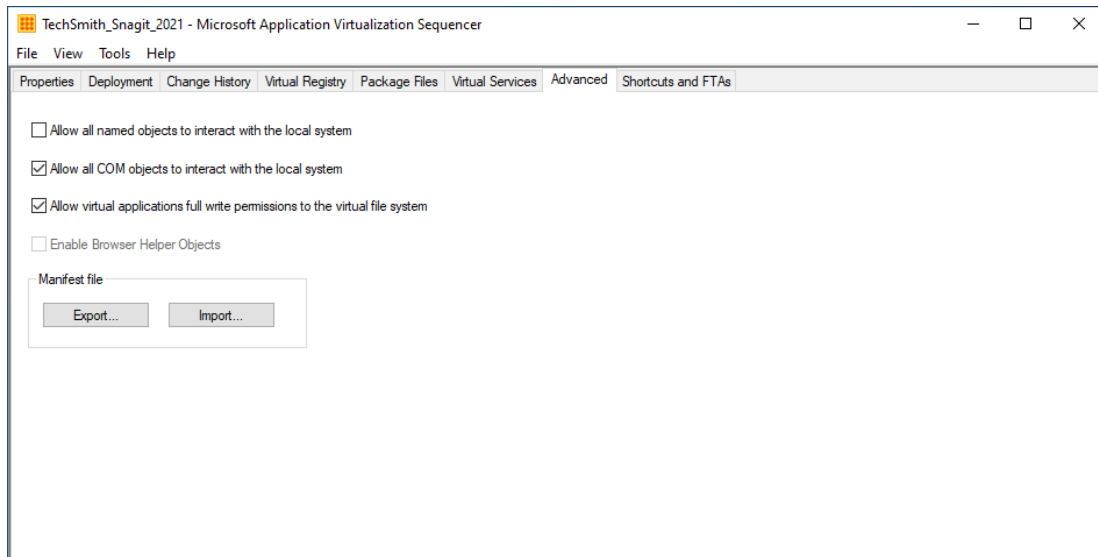 TechSmith_Snagit_2021 - Microsoft Application Virtualization Sequencer
File View Tools Help
Properties Deployment Change History Virtual Registry Package Files Virtual Services Advanced Shortcuts and FTAs
Allow all named objects to interact with the local system
Allow all COM objects to interact with the local system
Allow virtual applications full write permissions to the virtual file system
Enable Browser Helper Objects
Manifest file
Export... Import...